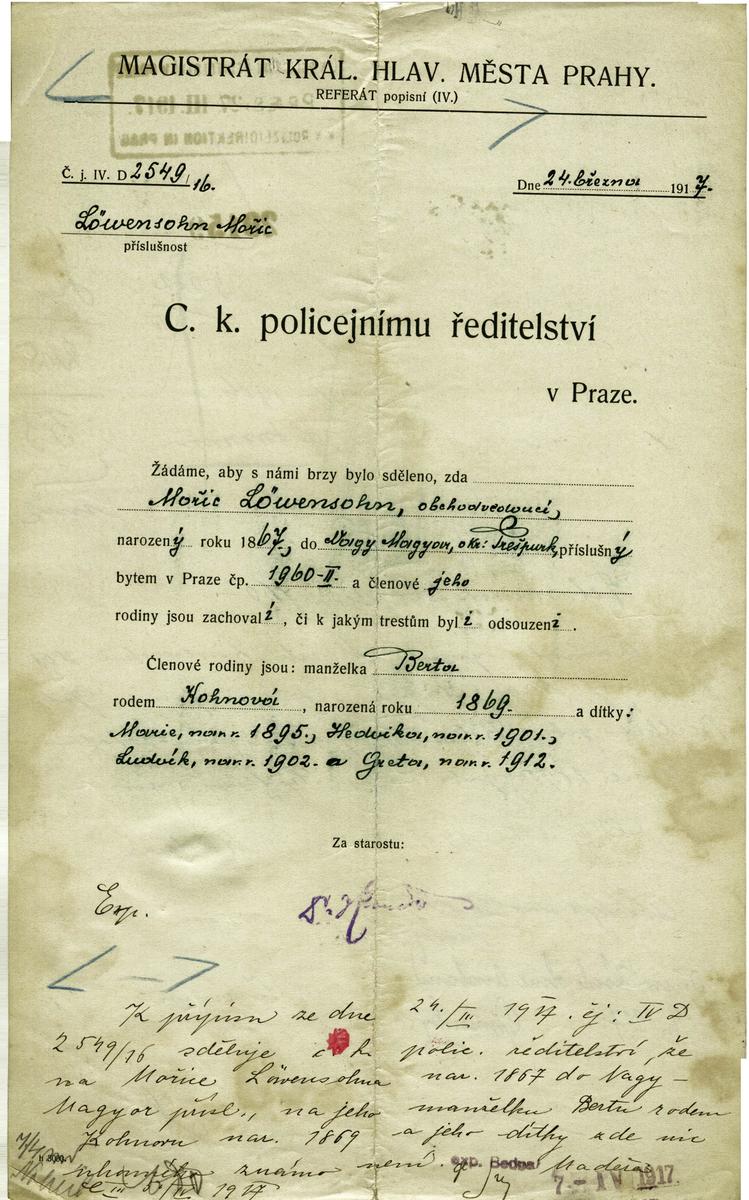 MAGISTRÁT KRÁL. HLAV. MĚSTA PRAHY.
REFERÁT popisní (IV.)
Č. j. IV. D 2549/16.
Dne 24. března 1917.
Löwensohn Mořic
příslušnost
C. k. policejnímu ředitelství
v Praze.
Žádáme, aby s námi brzy bylo sděleno, zda
Mořic Löwensohn, obchodvedoucí,
narozený roku 1867, do Nagy Magyar, okr: Prešpurk, příslušný
bytem v Praze čp. 1960-II. a členové jeho
rodiny jsou zachovalí, či k jakým trestům byli odsouzeni.
Členové rodiny jsou: manželka Berta
rodem Kohnová, narozená roku 1869. a dítky:
Marie, nar. r. 1895., Hedvika, nar. r. 1901.,
Ludvík, nar. r. 1902. a Greta, nar. r. 1912.
Za starostu:
Exp.
K přípisu ze dne 24./III 1917. čj: IV D
2549/16 sděluje c. k. polic. ředitelství, že
na Mořice Löwensohna nar. 1867 do Nagy-
Magyor přísl., na jeho manželku Bertu rodem
Kohnovu nar. 1869 a jeho dítky zde nic
známo není.
exp. Bedna
7-IV 1917
1917